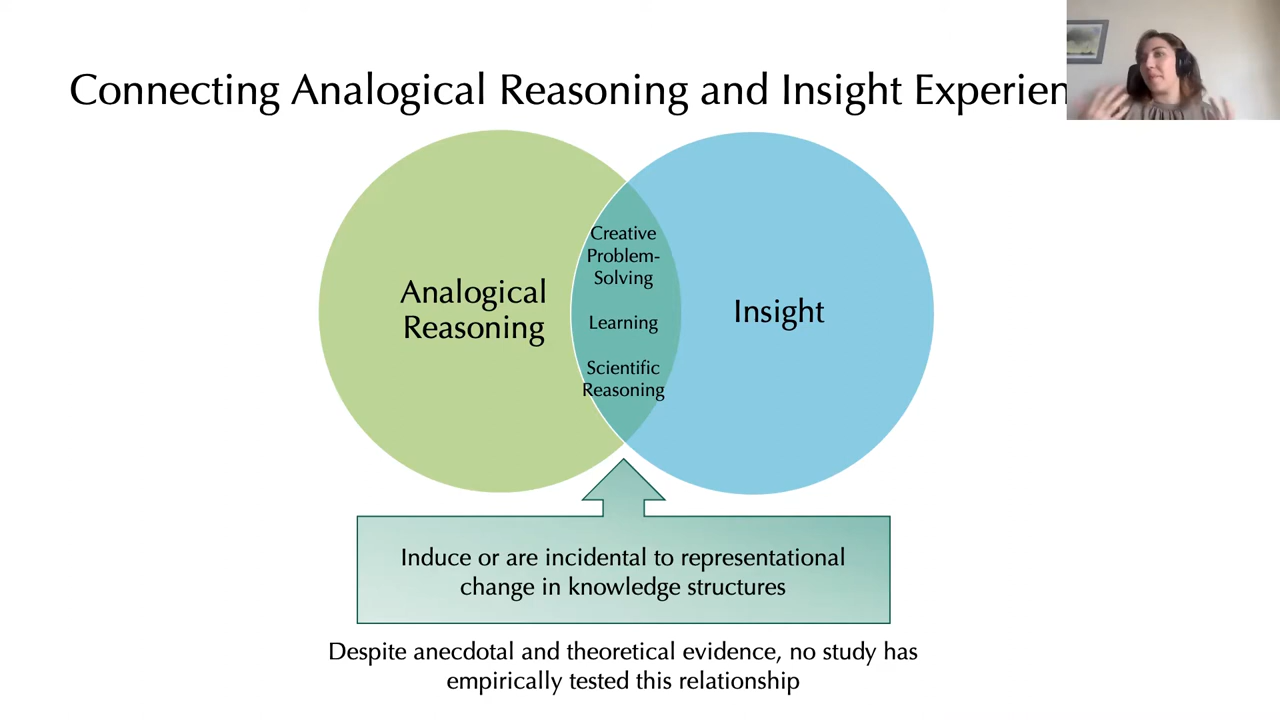 Connecting Analogical Reasoning and Insight Experien
Creative
Problem-
Solving
Learning
Scientific
Reasoning
Analogical
Reasoning
Insight
Induce or are incidental to representational
change in knowledge structures
Despite anecdotal and theoretical evidence, no study has
empirically tested this relationship